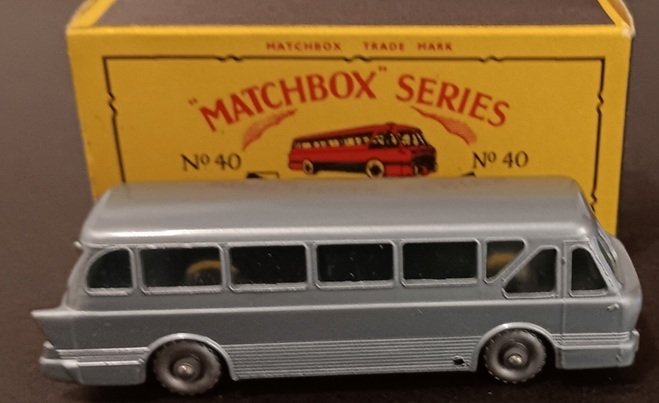 MATCHBOX TRADE MARK
"MATCHBOX" SERIES
Nº 40 Nº 40